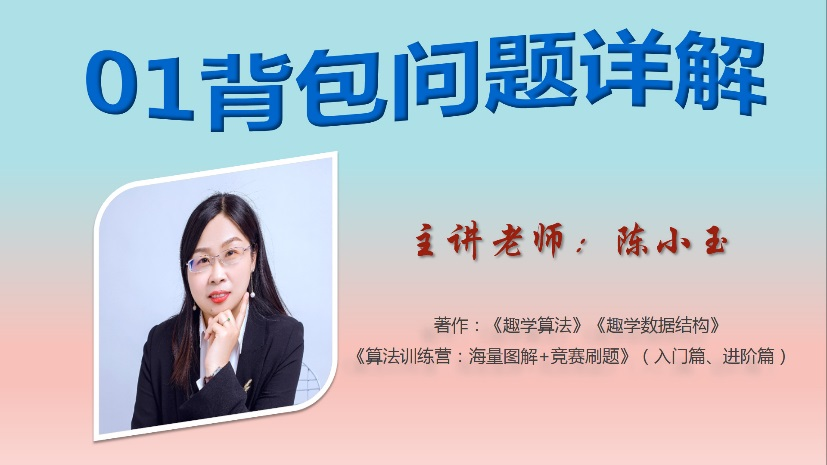 01背包问题详解
主讲老师：陈小玉
著作：《趣学算法》《趣学数据结构》
《算法训练营：海量图解+竞赛刷题》（入门篇、进阶篇）